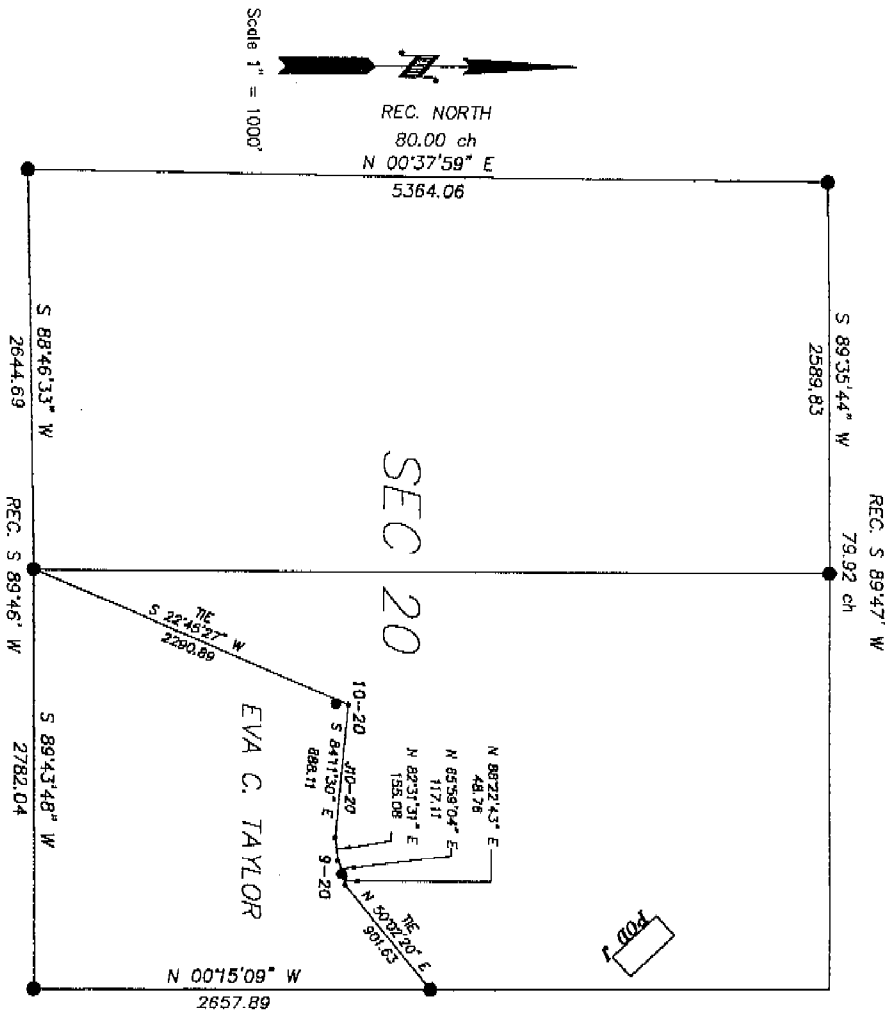 Scale 1" = 1000'
REC. NORTH
80.00 ch
N 00°37'59" E
5364.06
S 89°35'44" W
2589.83
REC. S 89°47' W
79.92 ch
S 88°46'33" W
2644.69
REC. S 89°46' W
SEC 20
TIE
S 22°45'27" W
2290.89
10-20
J10-20
S 84°11'30" E
888.11
N 88°22'43" E
48.76
N 85°59'04" E
117.11
N 82°31'31" E
155.08
9-20
TIE
N 50°02'20" E
901.63
EVA C. TAYLOR
S 89°43'48" W
2782.04
N 00°15'09" W
2657.89
POD J